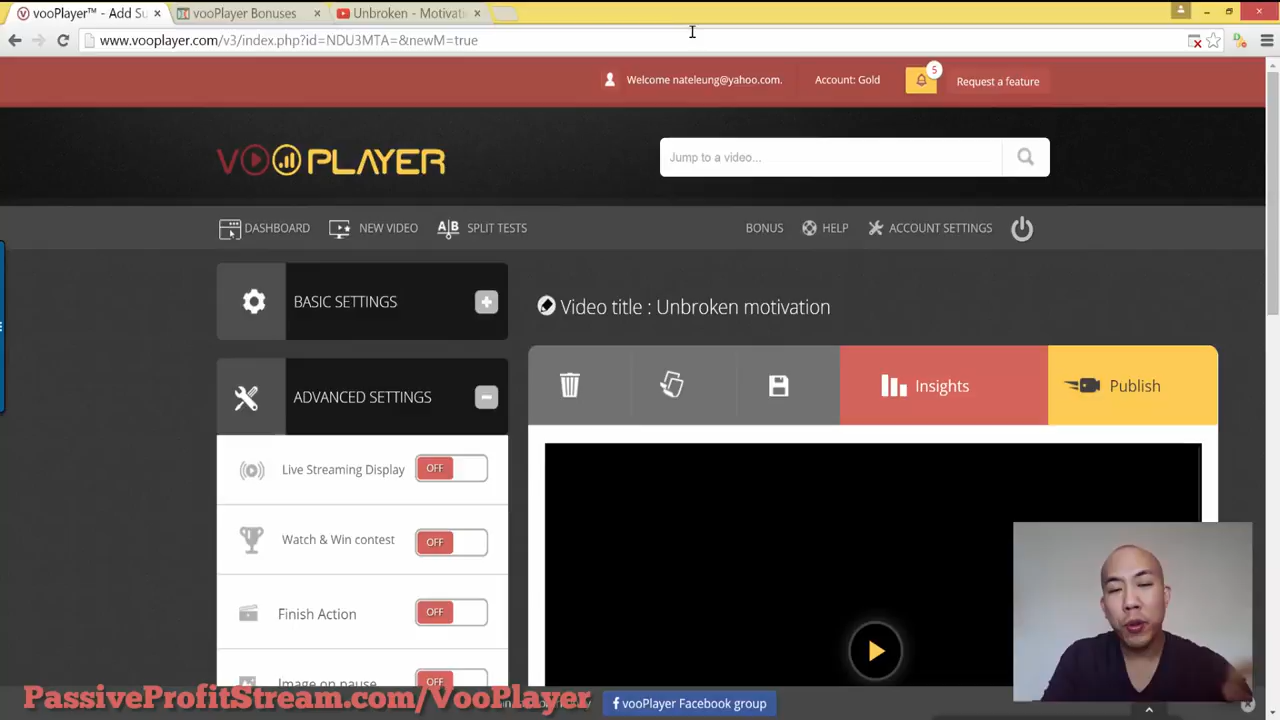 vooPlayer™ - Add Su
vooPlayer Bonuses
Unbroken - Motivati
www.vooplayer.com/v3/index.php?id=NDU3MTA=&newM=true
Welcome nateleung@yahoo.com.
Account: Gold
5
Request a feature
VOOPLAYER
Jump to a video...
DASHBOARD
NEW VIDEO
A|B
SPLIT TESTS
BONUS
HELP
ACCOUNT SETTINGS
BASIC SETTINGS
Video title : Unbroken motivation
ADVANCED SETTINGS
Insights
Publish
Live Streaming Display
OFF
Watch & Win contest
OFF
Finish Action
OFF
Image on pause
OFF
PassiveProfitStream.com/VooPlayer
f vooPlayer Facebook group